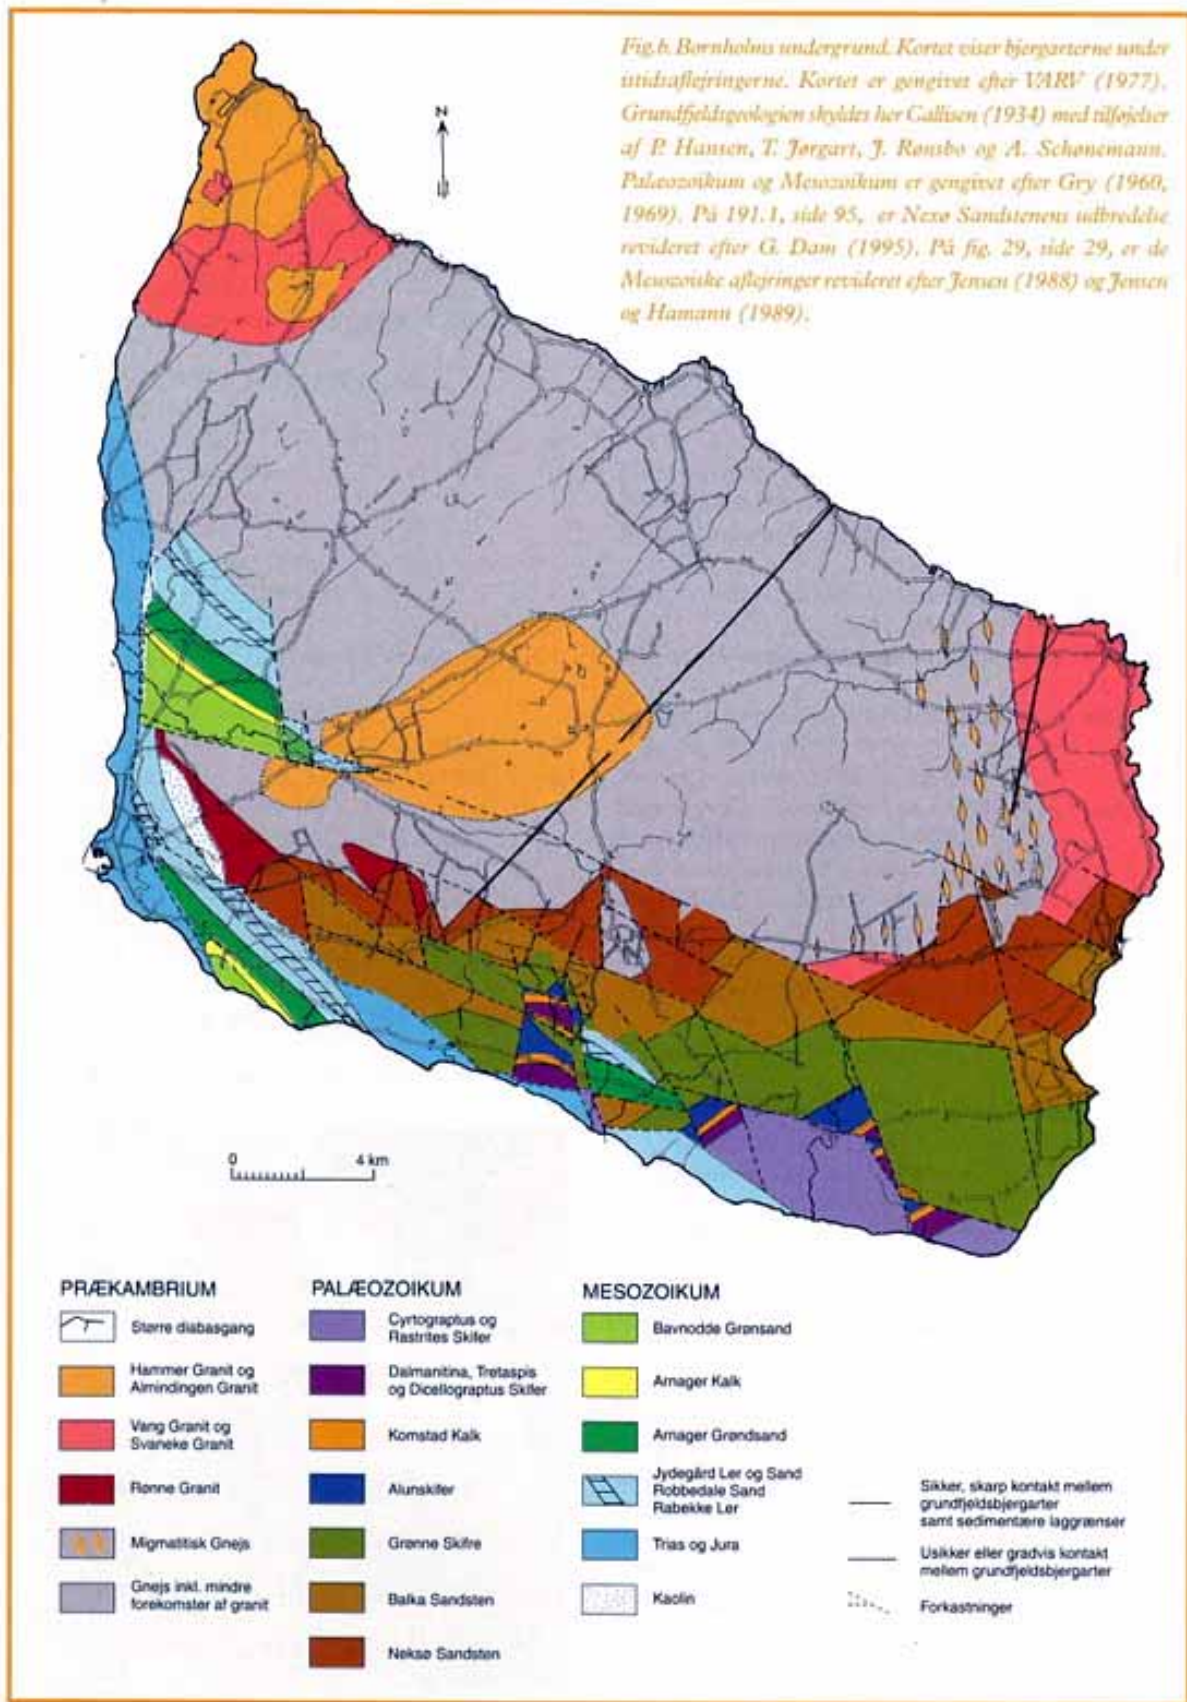 Fig.6. Bornholms undergrund. Kortet viser bjergarterne under
istidsaflejringerne. Kortet er gengivet efter VARV (1977).
Grundfjeldsgeologien skyldes her Callisen (1934) med tilføjelser
af P. Hansen, T. Jørgart, J. Rønsbo og A. Schønemann.
Palæozoikum og Mesozoikum er gengivet efter Gry (1960,
1969). På 191.1, side 95, er Nexø Sandstenens udbredelse
revideret efter G. Dam (1995). På fig. 29, side 29, er de
Mesozoiske aflejringer revideret efter Jensen (1988) og Jensen
og Hamann (1989).
N
0 4 km
PRÆKAMBRIUM
Større diabasgang
Hammer Granit og
Almindingen Granit
Vang Granit og
Svaneke Granit
Rønne Granit
Migmatitisk Gnejs
Gnejs inkl. mindre
forekomster af granit
PALÆOZOIKUM
Cyrtograptus og
Rastrites Skifer
Dalmanitina, Tretaspis
og Dicellograptus Skifer
Komstad Kalk
Alunskifer
Grønne Skifre
Balka Sandsten
Neksø Sandsten
MESOZOIKUM
Bavnodde Grønsand
Arnager Kalk
Arnager Grøndsand
Jydegård Ler og Sand
Robbedale Sand
Rabekke Ler
Trias og Jura
Kaolin
Sikker, skarp kontakt mellem
grundfjeldsbjergarter
samt sedimentære laggrænser
Usikker eller gradvis kontakt
mellem grundfjeldsbjergarter
Forkastninger